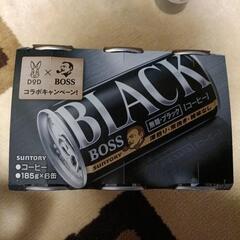 DSD
×
BOSS
コラボキャンペーン!
BLACK
無糖・ブラック
[コーヒー]
BOSS
SUNTORY
SUNTORY
●コーヒー
●185g×6缶